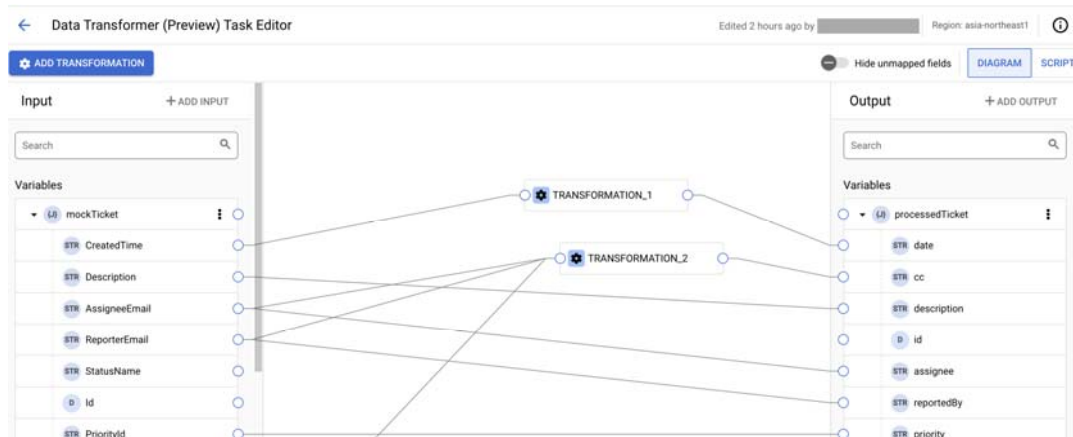 Data Transformer (Preview) Task Editor
Edited 2 hours ago by
Region: asia-northeast1
ADD TRANSFORMATION
Hide unmapped fields
DIAGRAM
SCRIPT
Input
+ ADD INPUT
Search
Variables
{J} mockTicket
STR CreatedTime
STR Description
STR AssigneeEmail
STR ReporterEmail
STR StatusName
D Id
STR PriorityId
TRANSFORMATION_1
TRANSFORMATION_2
Output
+ ADD OUTPUT
Search
Variables
{J} processedTicket
STR date
STR cc
STR description
D id
STR assignee
STR reportedBy
STR priority